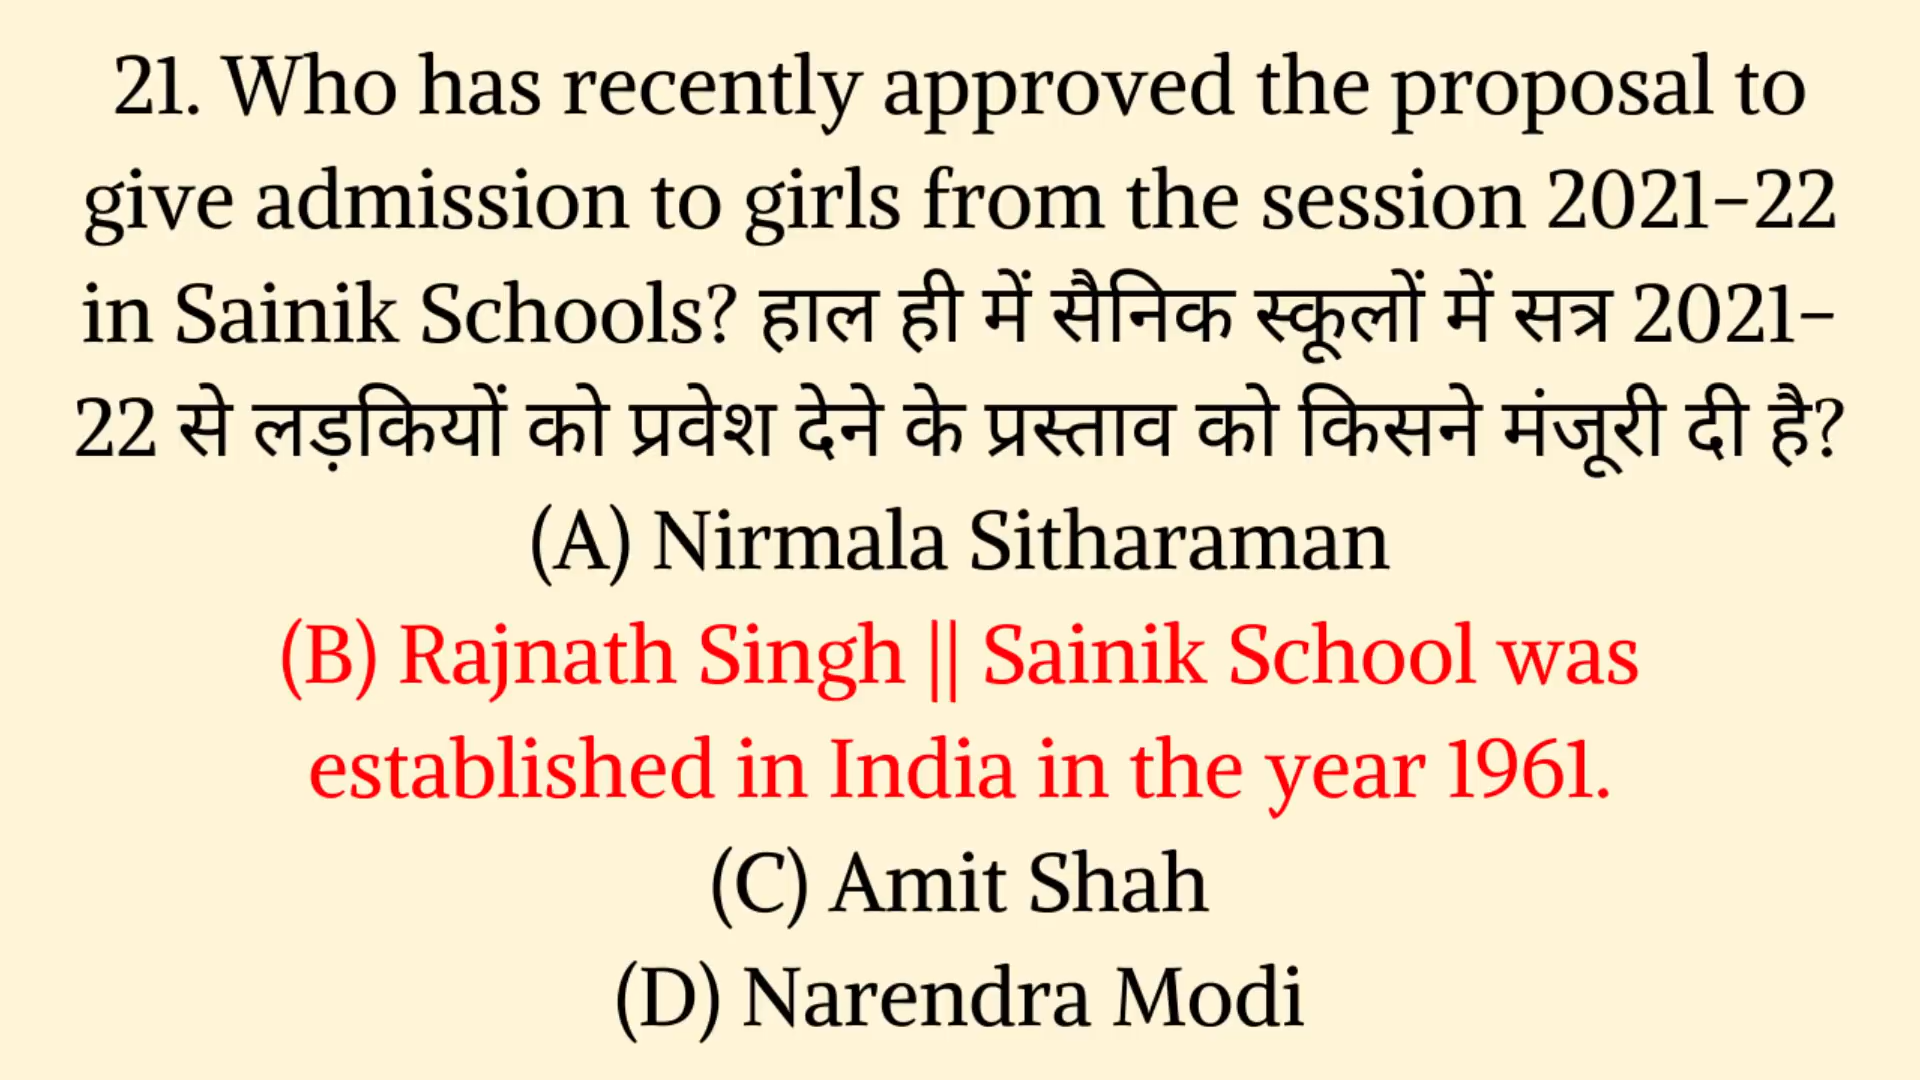 21. Who has recently approved the proposal to
give admission to girls from the session 2021-22
in Sainik Schools? हाल ही में सैनिक स्कूलों में सत्र 2021-
22 से लड़कियों को प्रवेश देने के प्रस्ताव को किसने मंजूरी दी है?
(A) Nirmala Sitharaman
(B) Rajnath Singh || Sainik School was
established in India in the year 1961.
(C) Amit Shah
(D) Narendra Modi